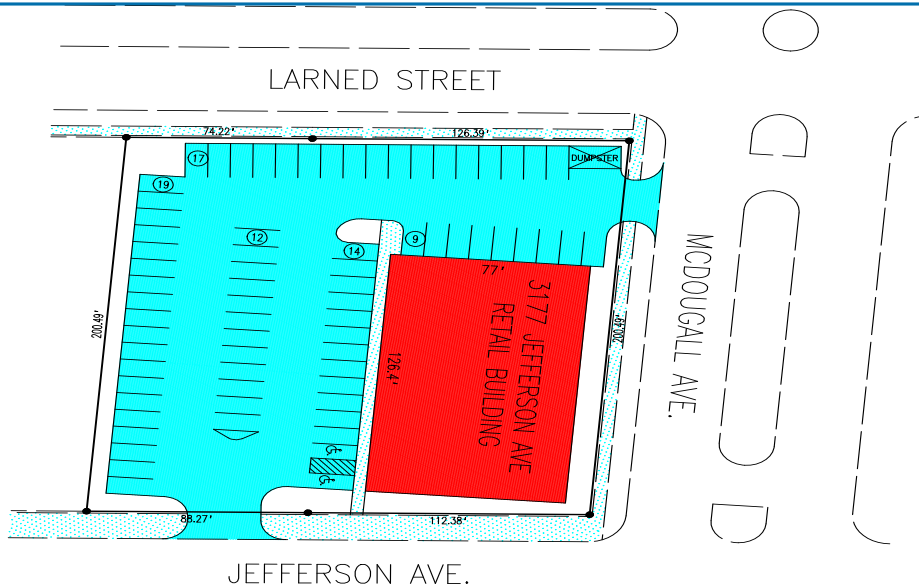 LARNED STREET
74.22'
126.39'
17
DUMPSTER
19
12
14
9
77'
3177 JEFFERSON AVE
RETAIL BUILDING
126.4'
200.49'
200.49'
MCDOUGALL AVE.
88.27'
112.38'
JEFFERSON AVE.